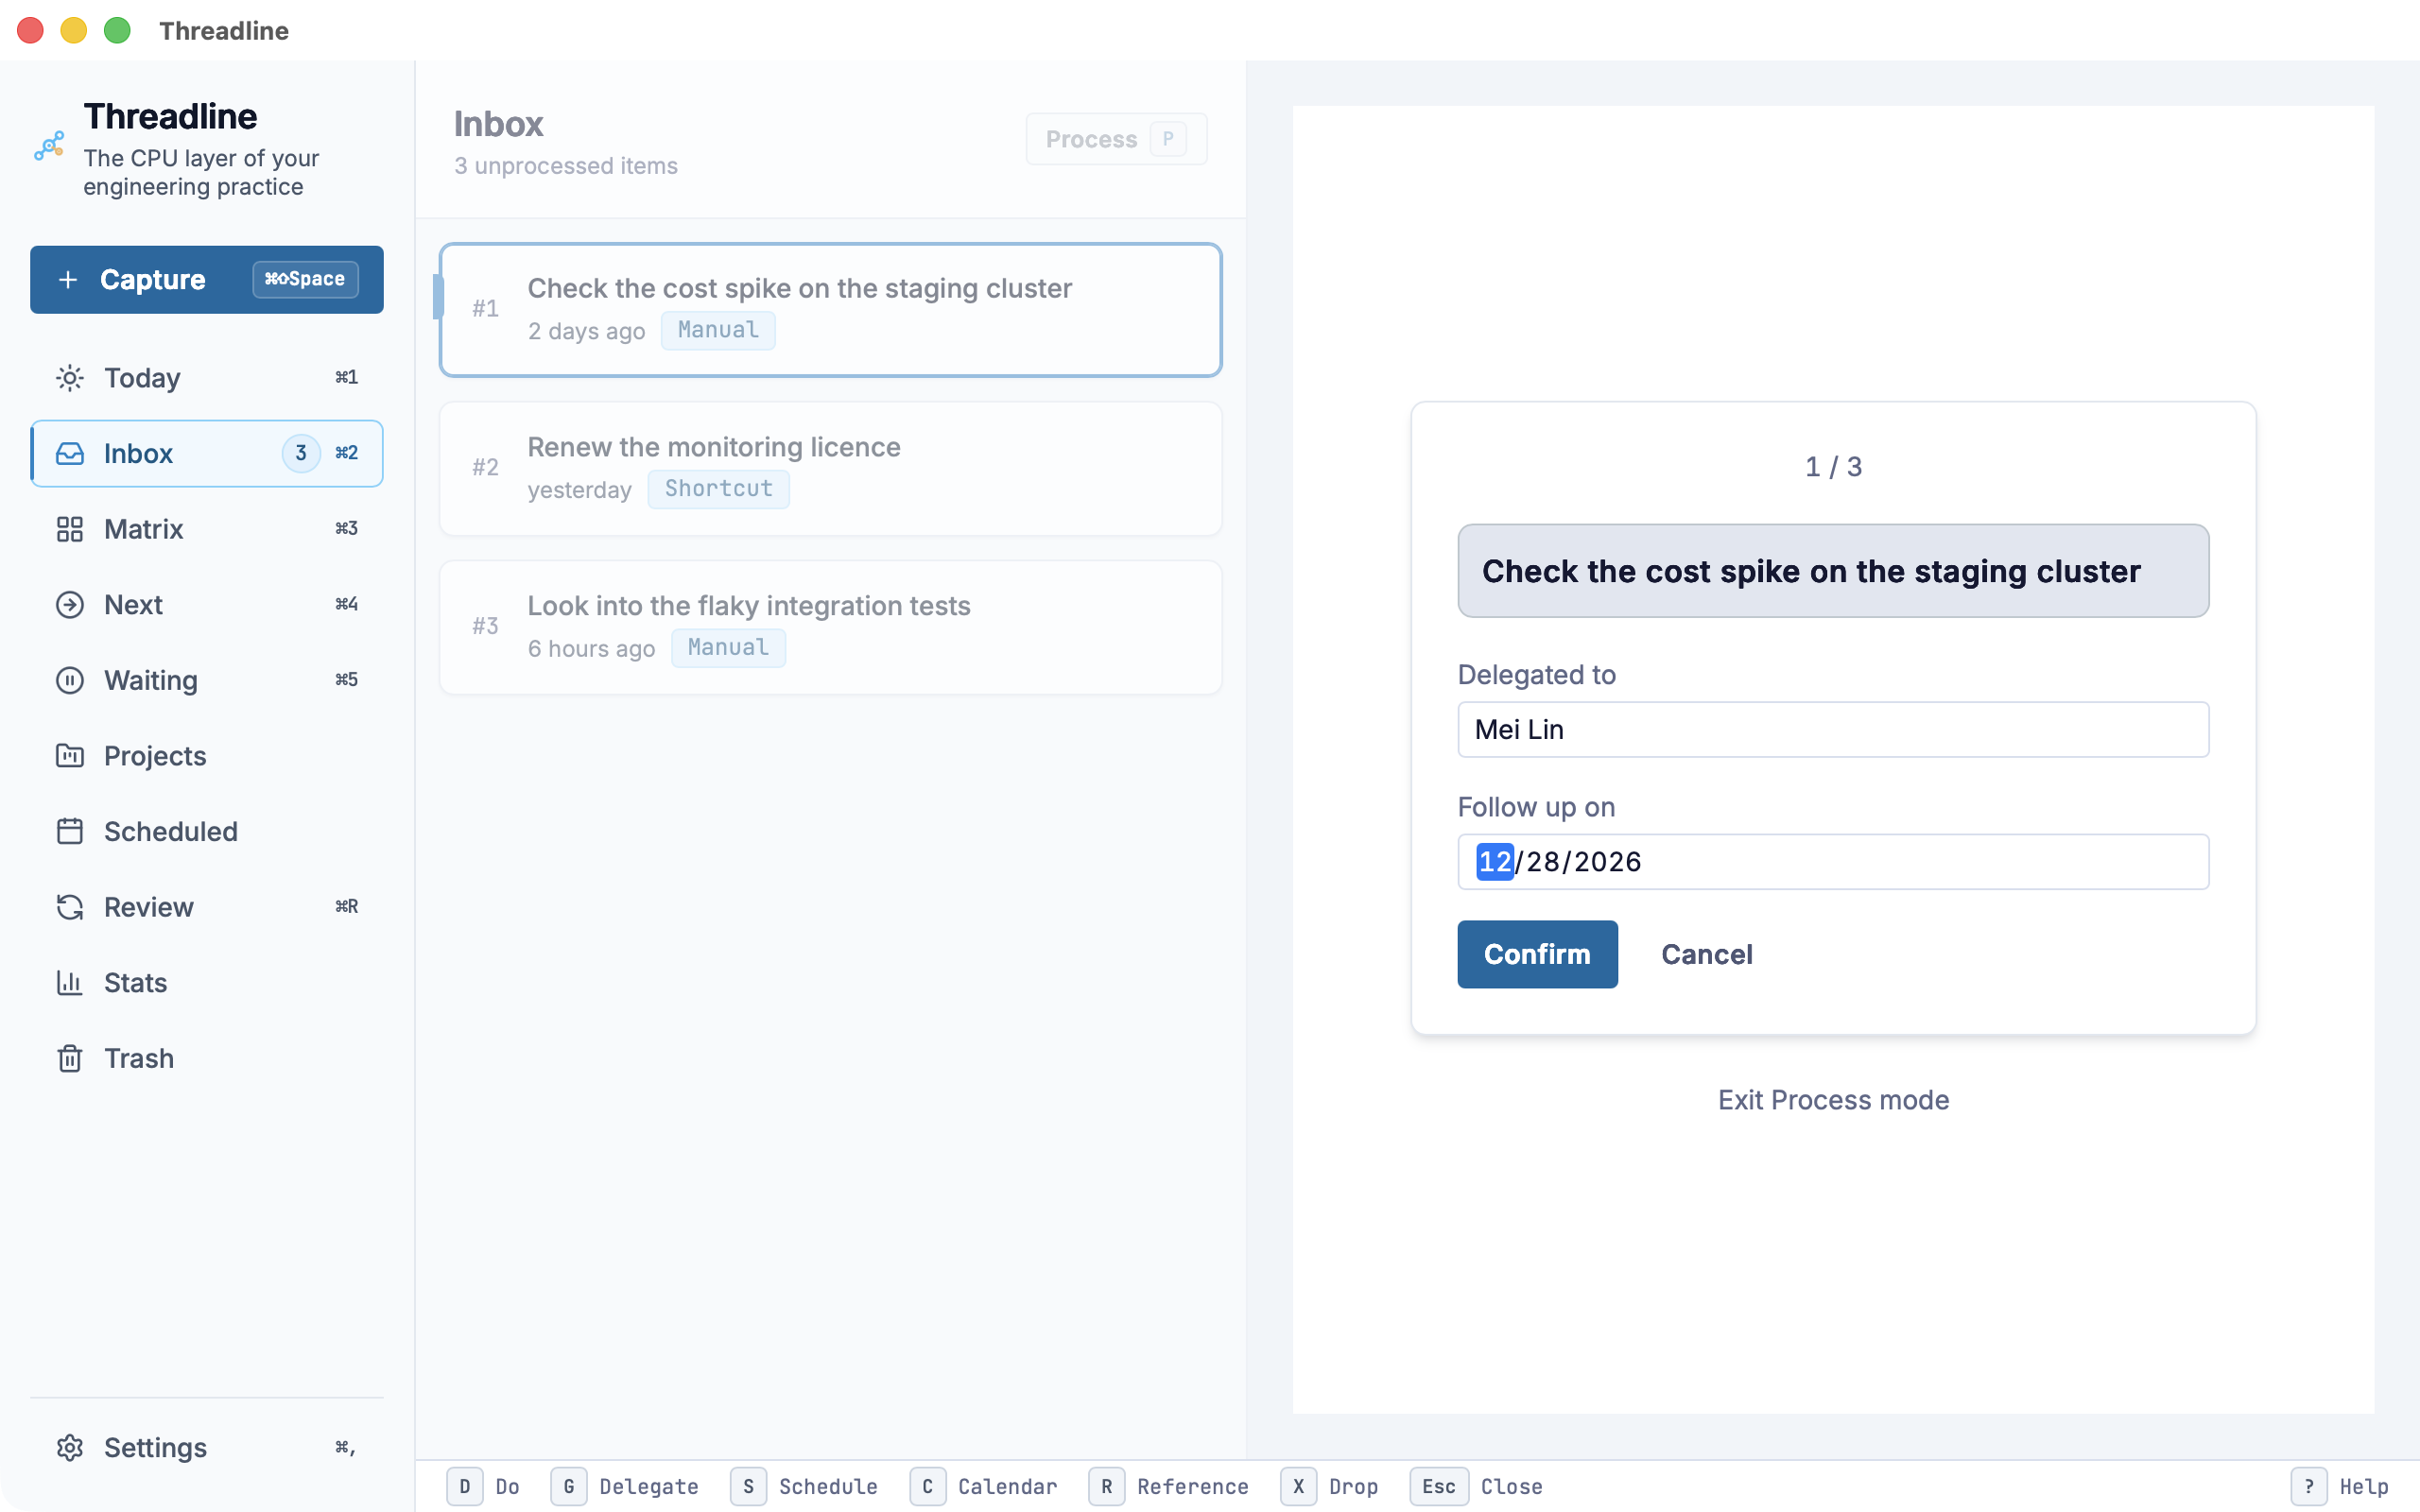 Threadline
Threadline
The CPU layer of your
engineering practice
+ Capture ⌘⇧Space
Today ⌘1
Inbox 3 ⌘2
Matrix ⌘3
Next ⌘4
Waiting ⌘5
Projects
Scheduled
Review ⌘R
Stats
Trash
Settings ⌘,
Inbox
3 unprocessed items
Process P
#1
Check the cost spike on the staging cluster
2 days ago Manual
#2
Renew the monitoring licence
yesterday Shortcut
#3
Look into the flaky integration tests
6 hours ago Manual
1 / 3
Check the cost spike on the staging cluster
Delegated to
Mei Lin
Follow up on
12/28/2026
Confirm Cancel
Exit Process mode
D Do G Delegate S Schedule C Calendar R Reference X Drop Esc Close ? Help